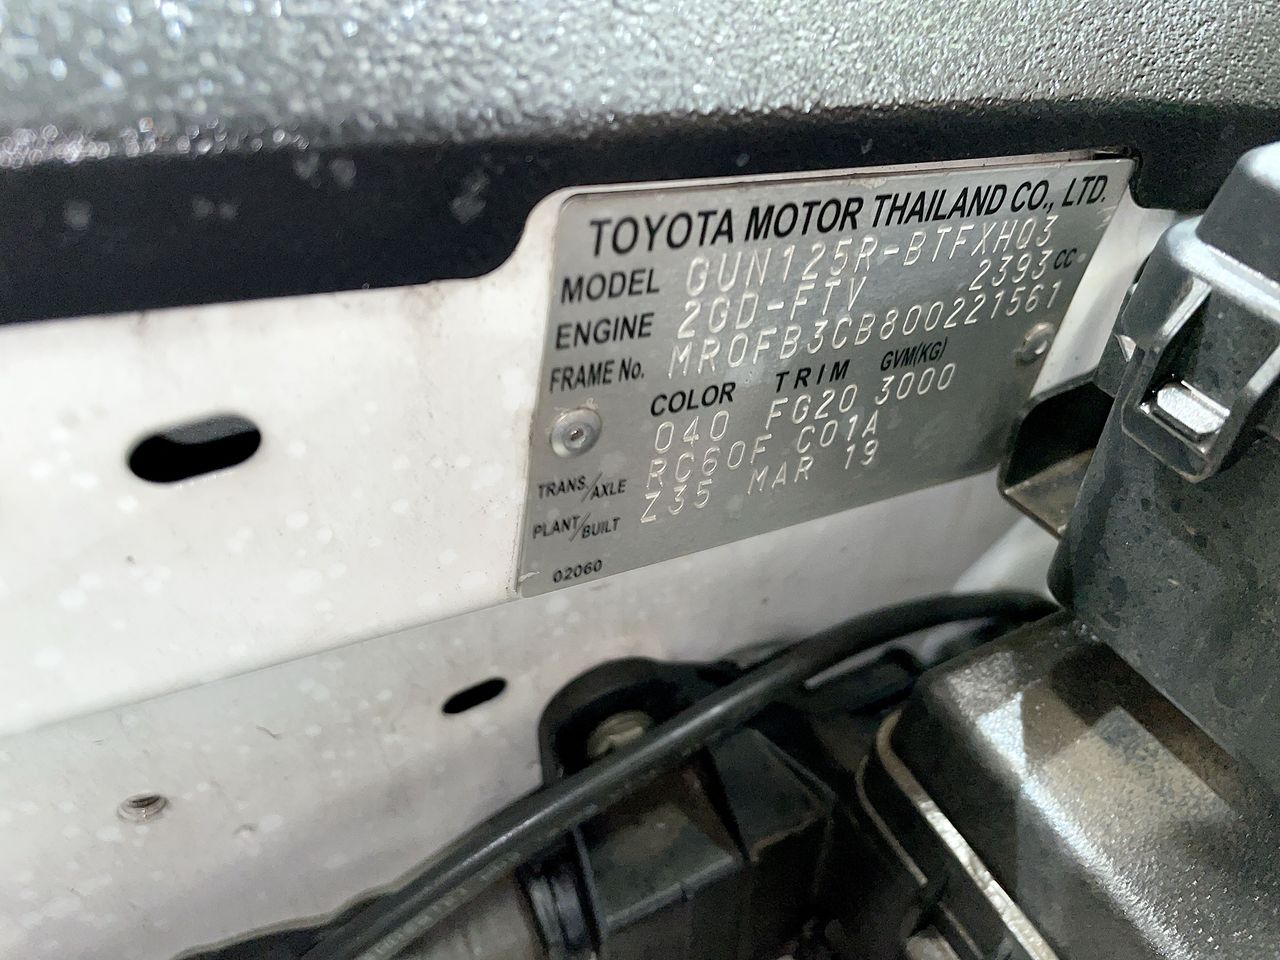 TOYOTA MOTOR THAILAND CO., LTD.
MODEL GUN125R-BTFXHQ3
ENGINE 2GD-FTV 2393 CC.
FRAME No. MR0FB3CB800221561
COLOR TRIM GVM(KG)
040 FG20 3000
TRANS/AXLE RC60F C01A
PLANT/BUILT Z35 MAR 19
02060